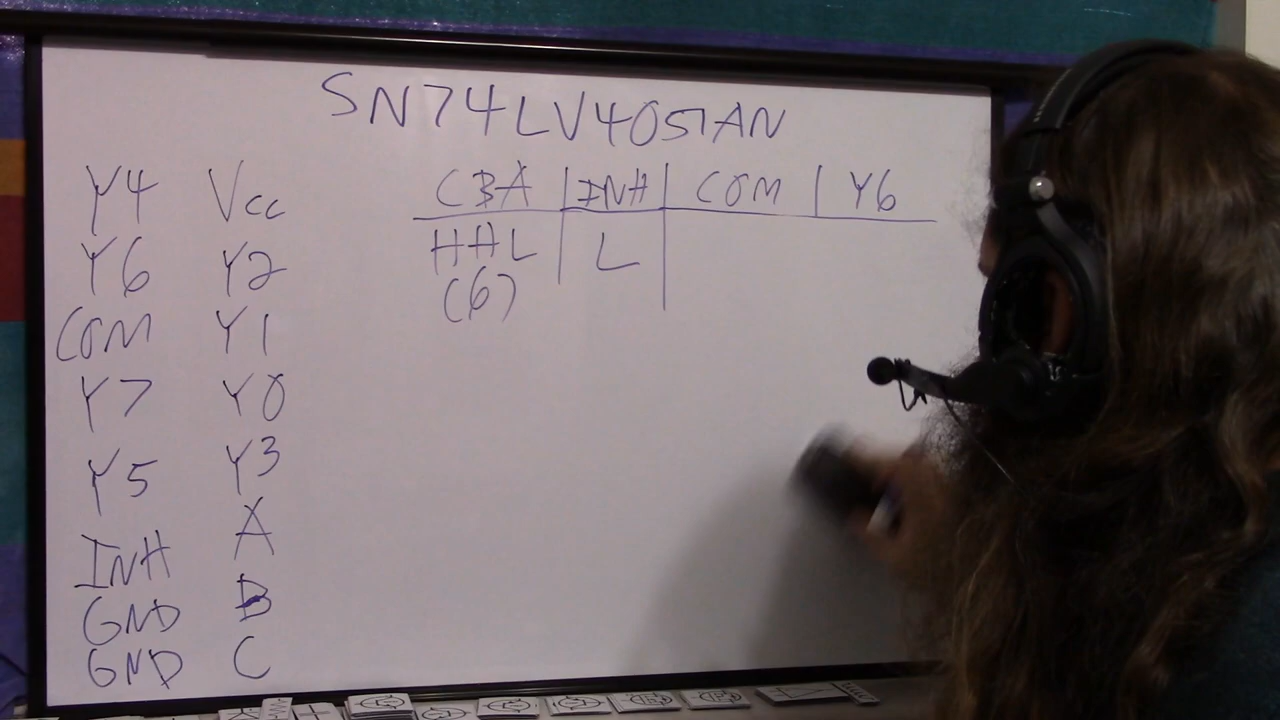 SN74LV4051AN
Y4 Vcc
Y6 Y2
COM Y1
Y7 Y0
Y5 Y3
INH A
GND B
GND C
CBA INH COM Y6
HHL L
(6)